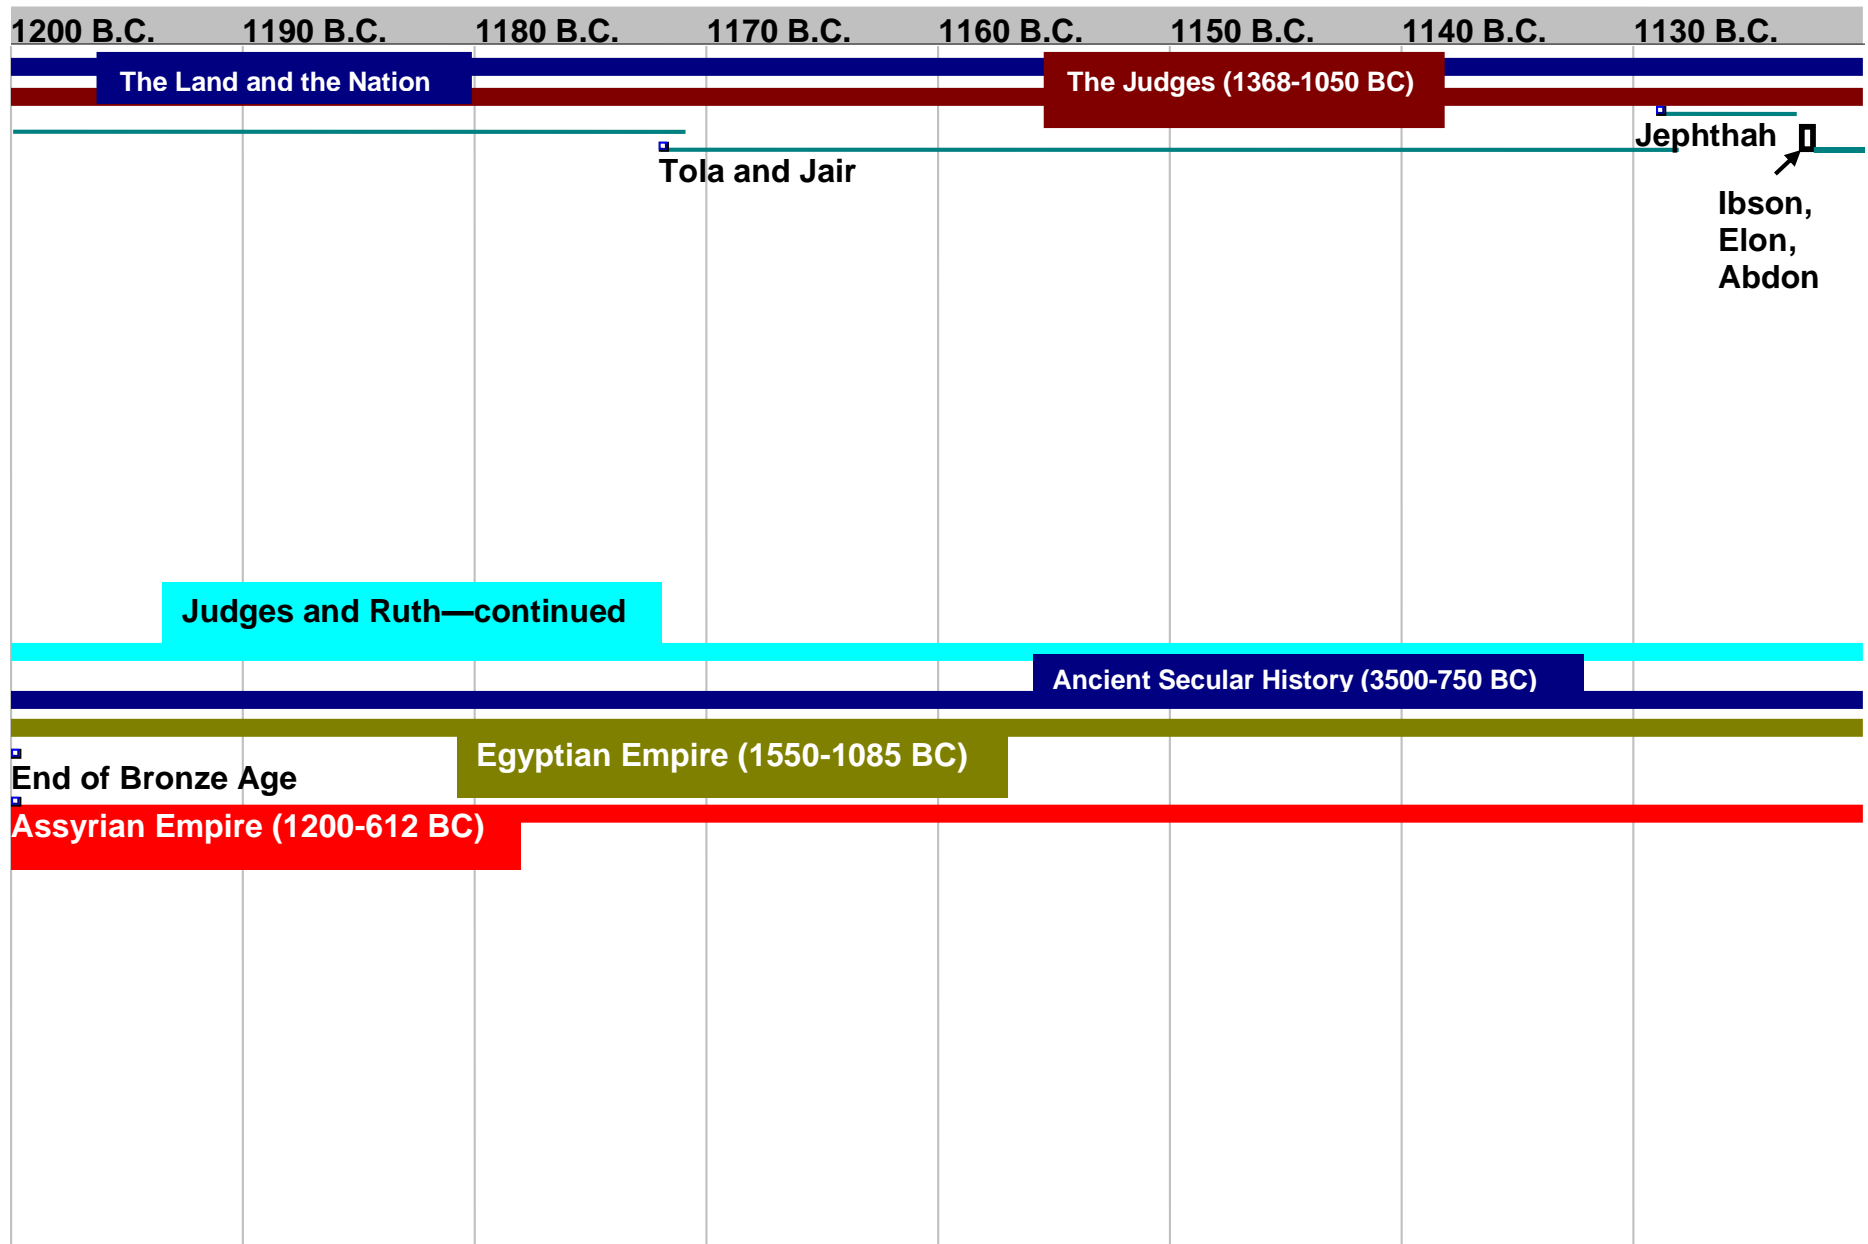 1200 B.C. 1190 B.C. 1180 B.C. 1170 B.C. 1160 B.C. 1150 B.C. 1140 B.C. 1130 B.C.
The Land and the Nation
The Judges (1368-1050 BC)
Jephthah
Tola and Jair
Ibson,
Elon,
Abdon
Judges and Ruth—continued
Ancient Secular History (3500-750 BC)
Egyptian Empire (1550-1085 BC)
End of Bronze Age
Assyrian Empire (1200-612 BC)